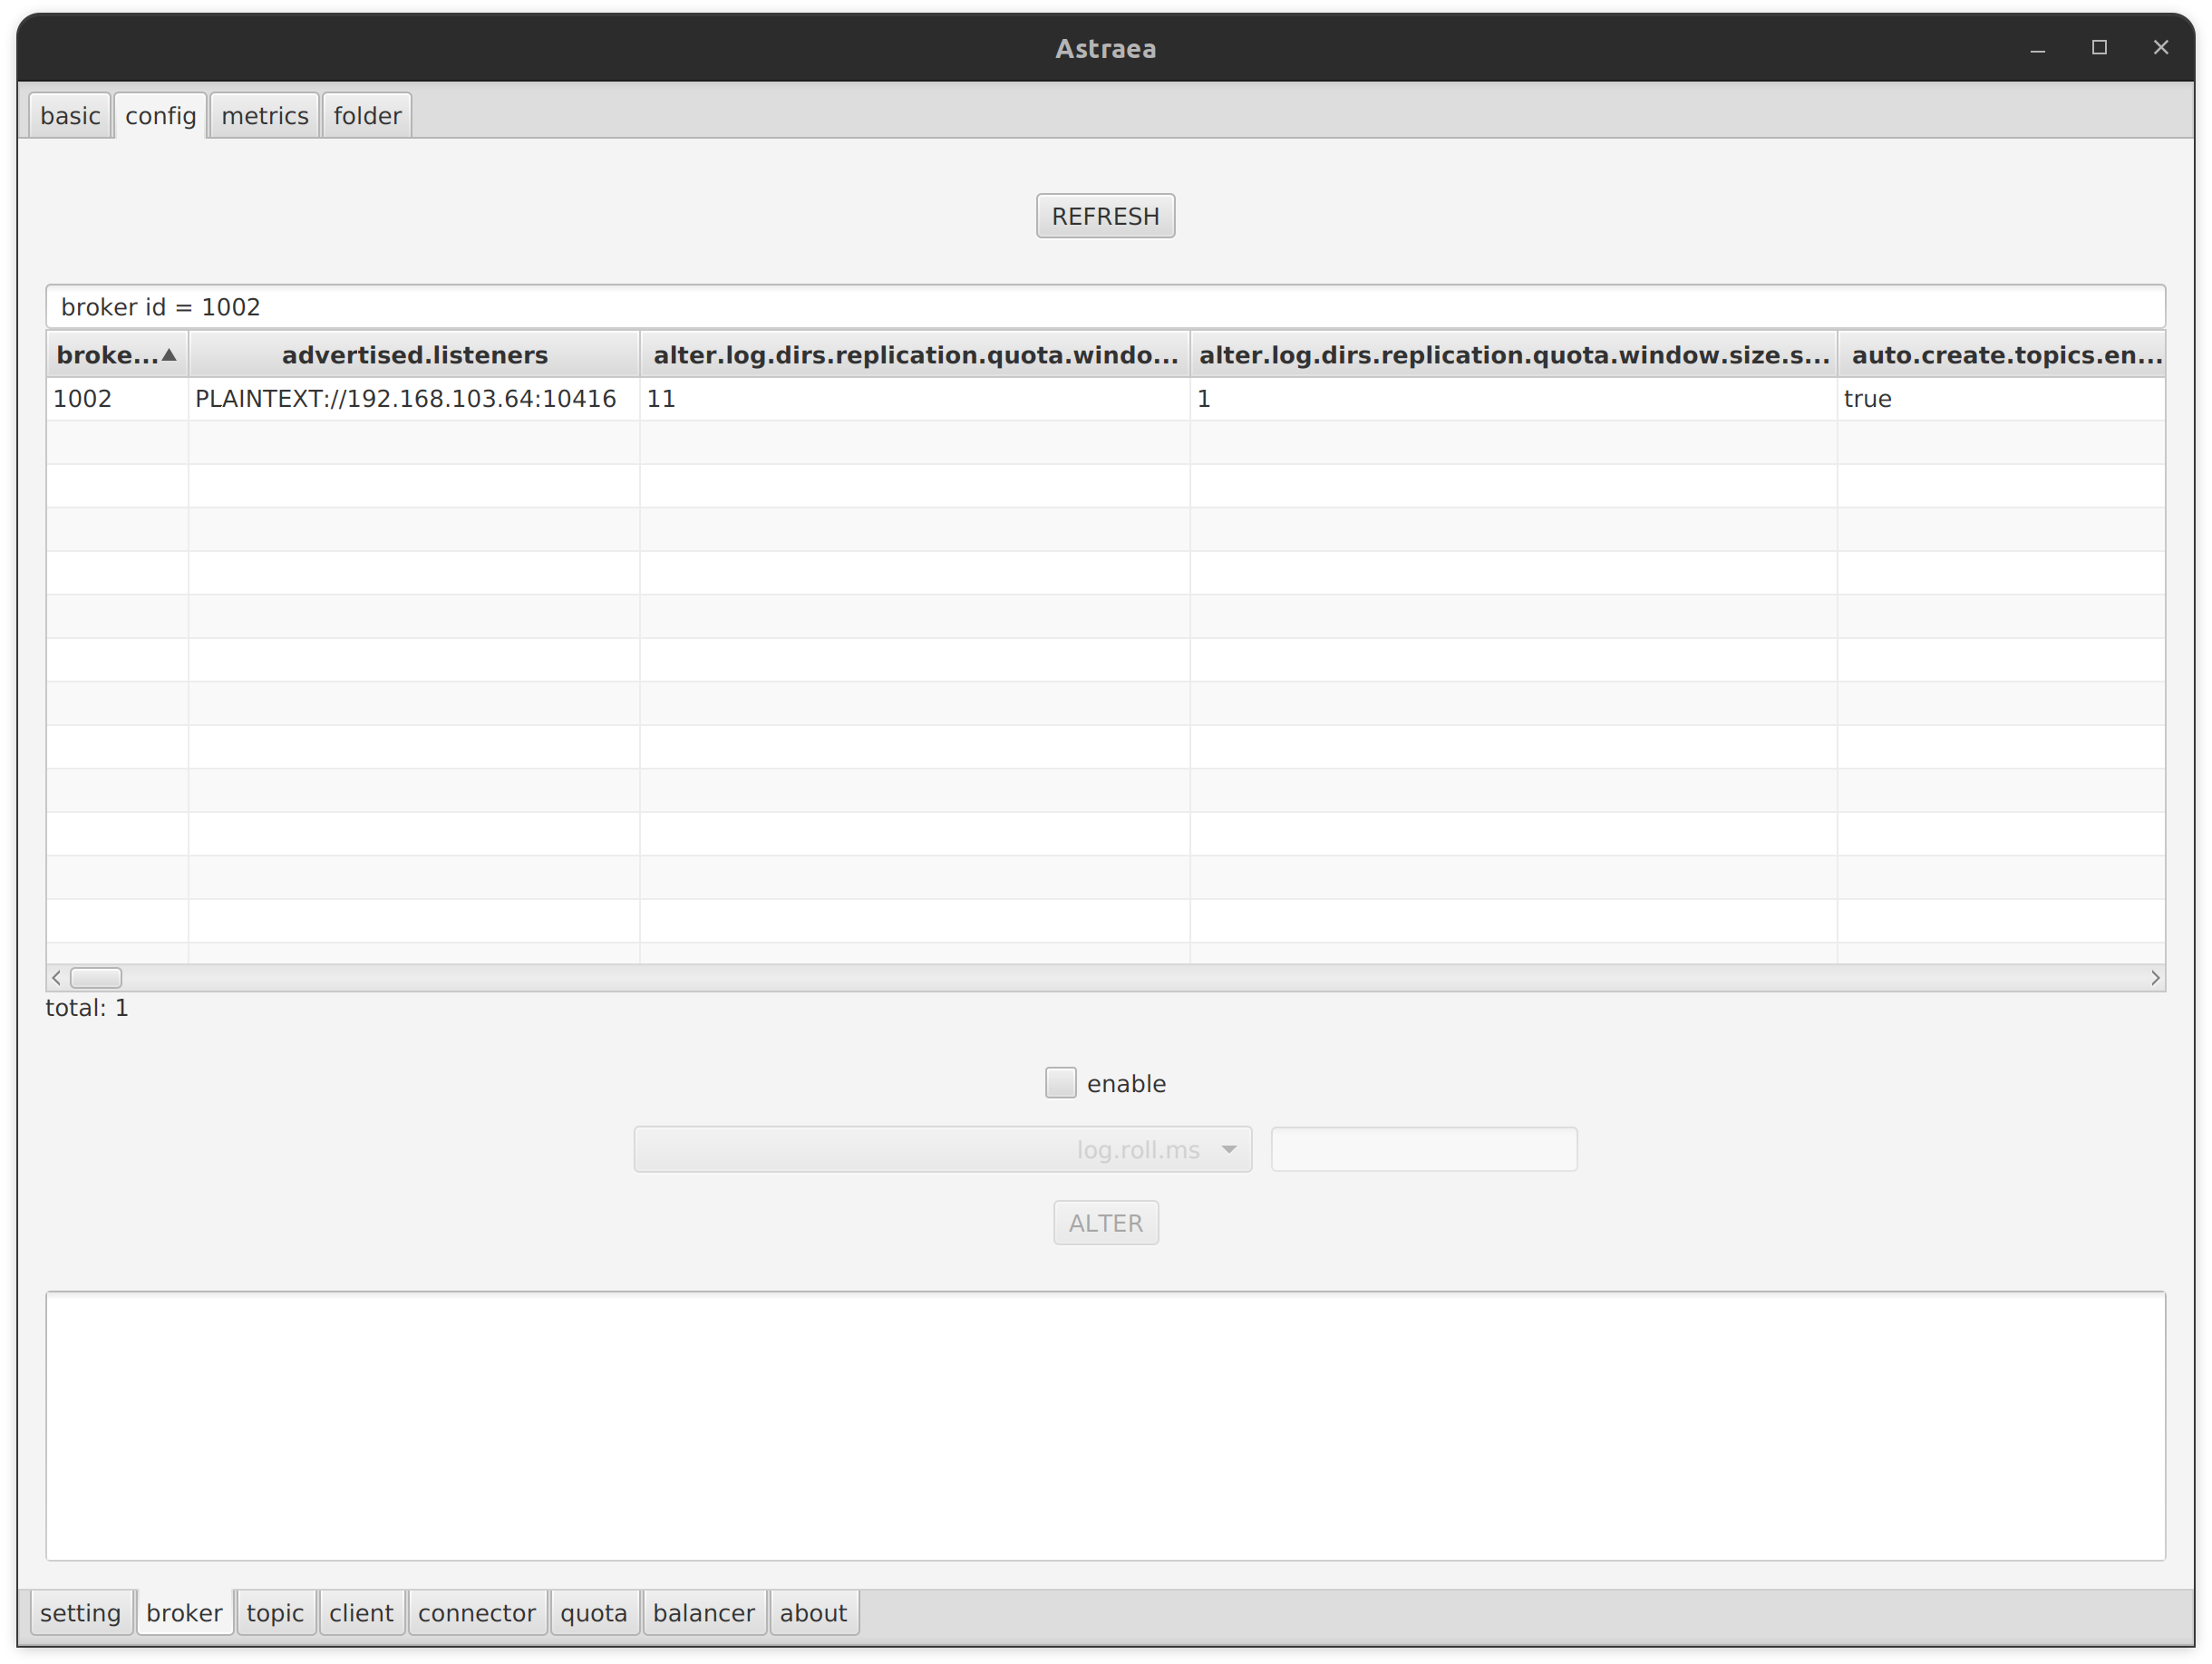 Astraea
basic config metrics folder
REFRESH
broker id = 1002
broke... advertised.listeners alter.log.dirs.replication.quota.windo... alter.log.dirs.replication.quota.window.size.s... auto.create.topics.en...
1002 PLAINTEXT://192.168.103.64:10416 11 1 true
total: 1
enable
log.roll.ms
ALTER
setting broker topic client connector quota balancer about